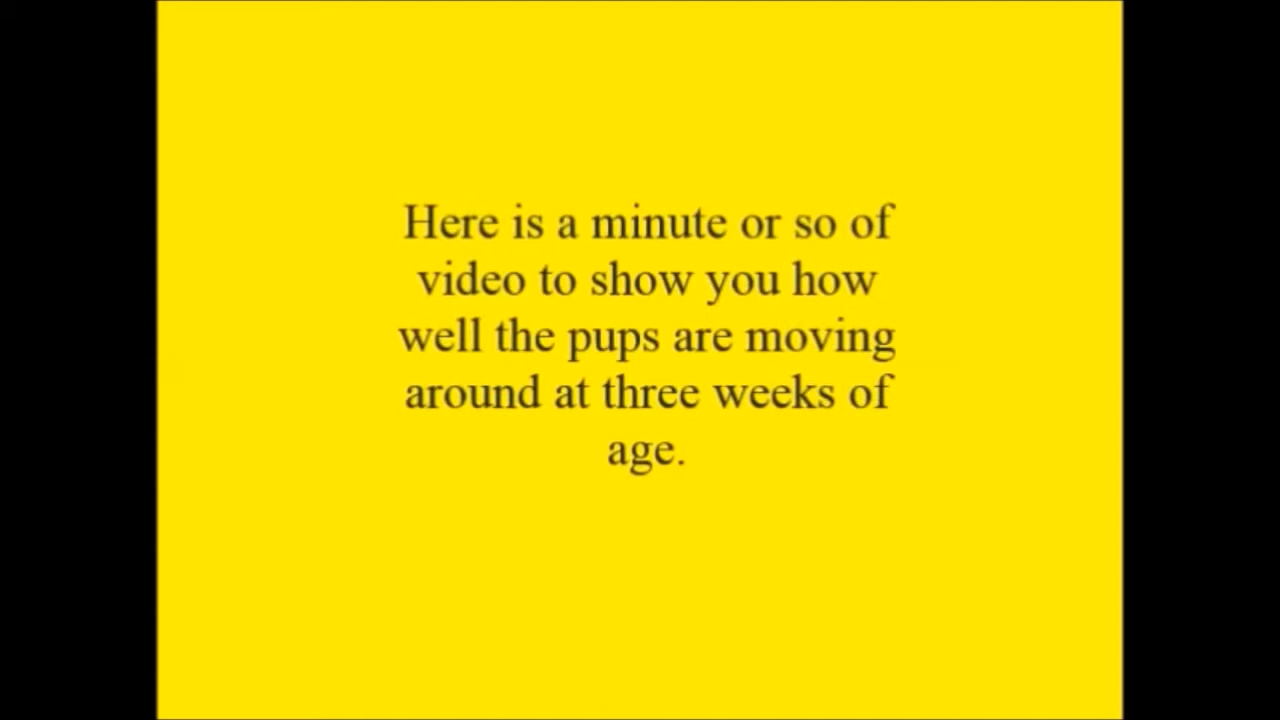 Here is a minute or so of
video to show you how
well the pups are moving
around at three weeks of
age.